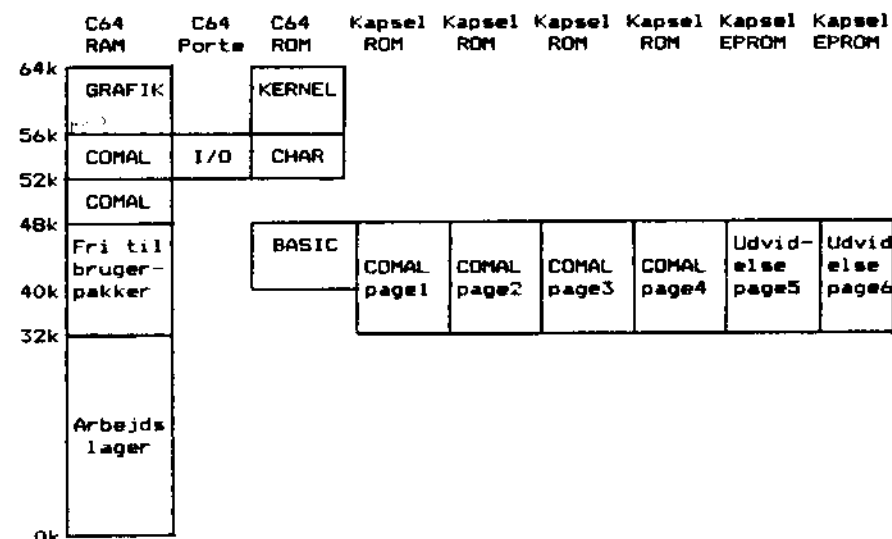 C64 C64 C64 Kapsel Kapsel Kapsel Kapsel Kapsel Kapsel
RAM Porte ROM ROM ROM ROM ROM EPROM EPROM
64k
GRAFIK KERNEL
56k
COMAL I/O CHAR
52k
COMAL
48k
Fri til BASIC Udvid- Udvid
bruger- COMAL COMAL COMAL COMAL else else
40k pakker page1 page2 page3 page4 page5 page6
32k
Arbejds
lager
0k